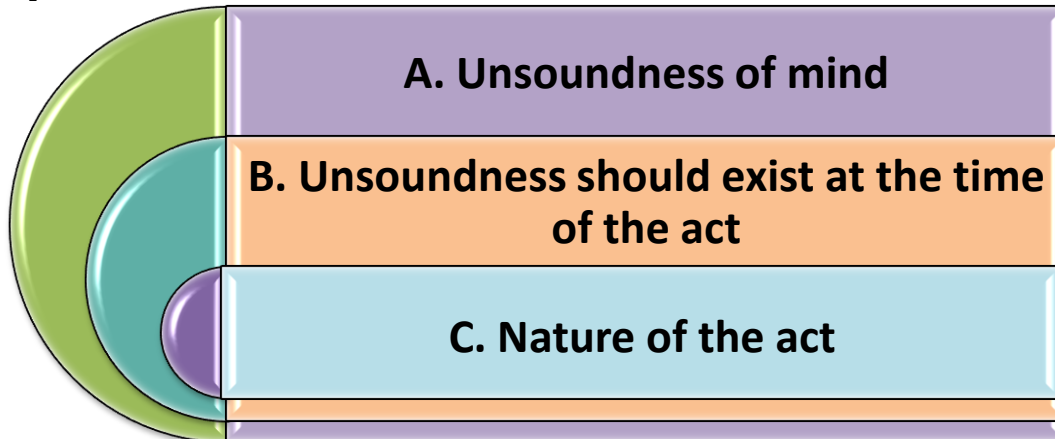 A. Unsoundness of mind
B. Unsoundness should exist at the time
of the act
C. Nature of the act